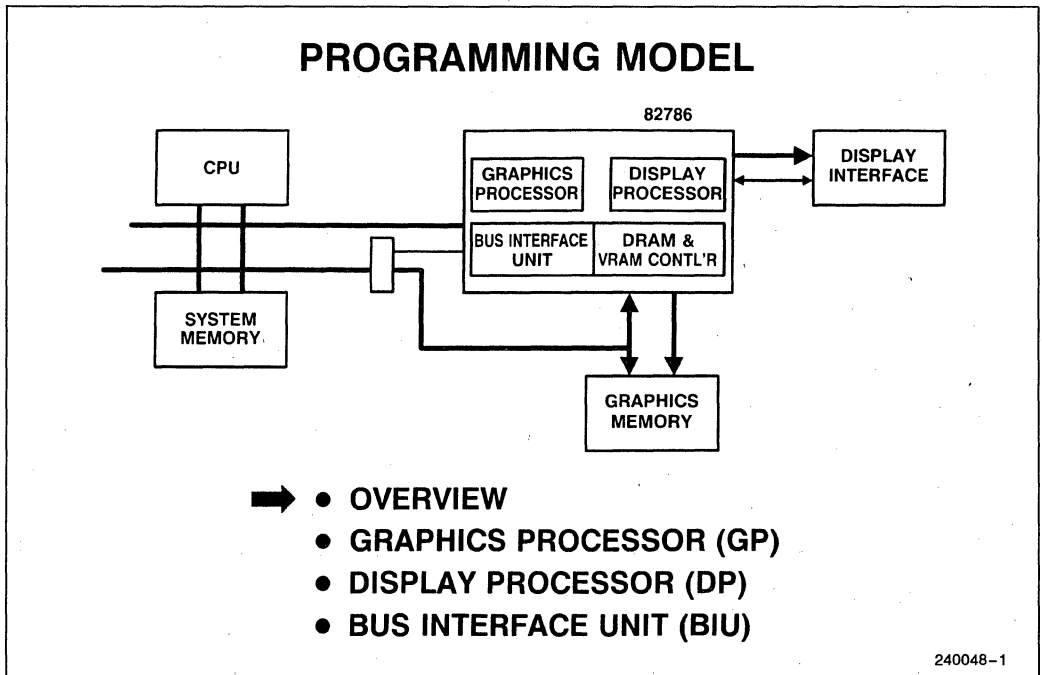 PROGRAMMING MODEL
82786
CPU
GRAPHICS
PROCESSOR
DISPLAY
PROCESSOR
DISPLAY
INTERFACE
BUS INTERFACE
UNIT
DRAM &
VRAM CONTL'R
SYSTEM
MEMORY
GRAPHICS
MEMORY
• OVERVIEW
• GRAPHICS PROCESSOR (GP)
• DISPLAY PROCESSOR (DP)
• BUS INTERFACE UNIT (BIU)
240048-1